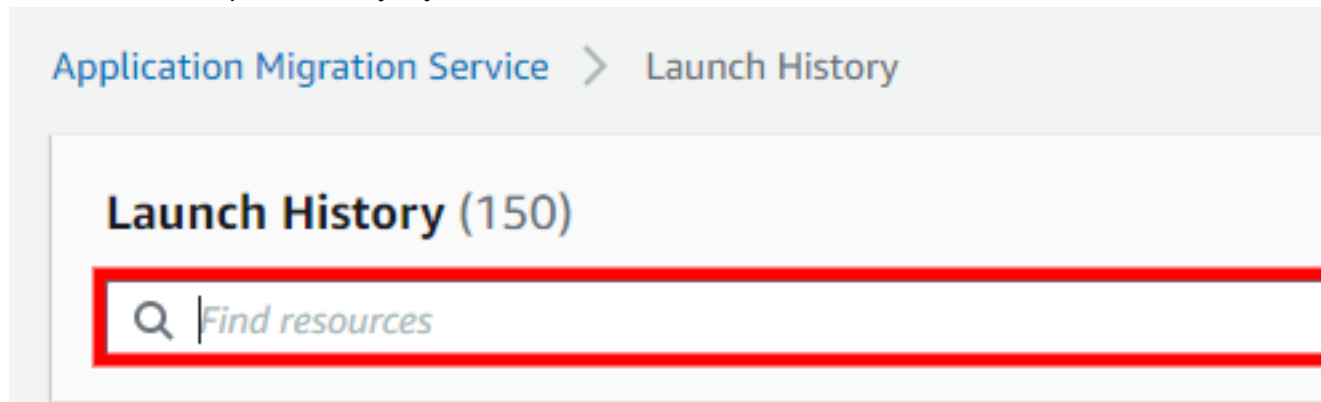 Application Migration Service > Launch History
Launch History (150)
Find resources